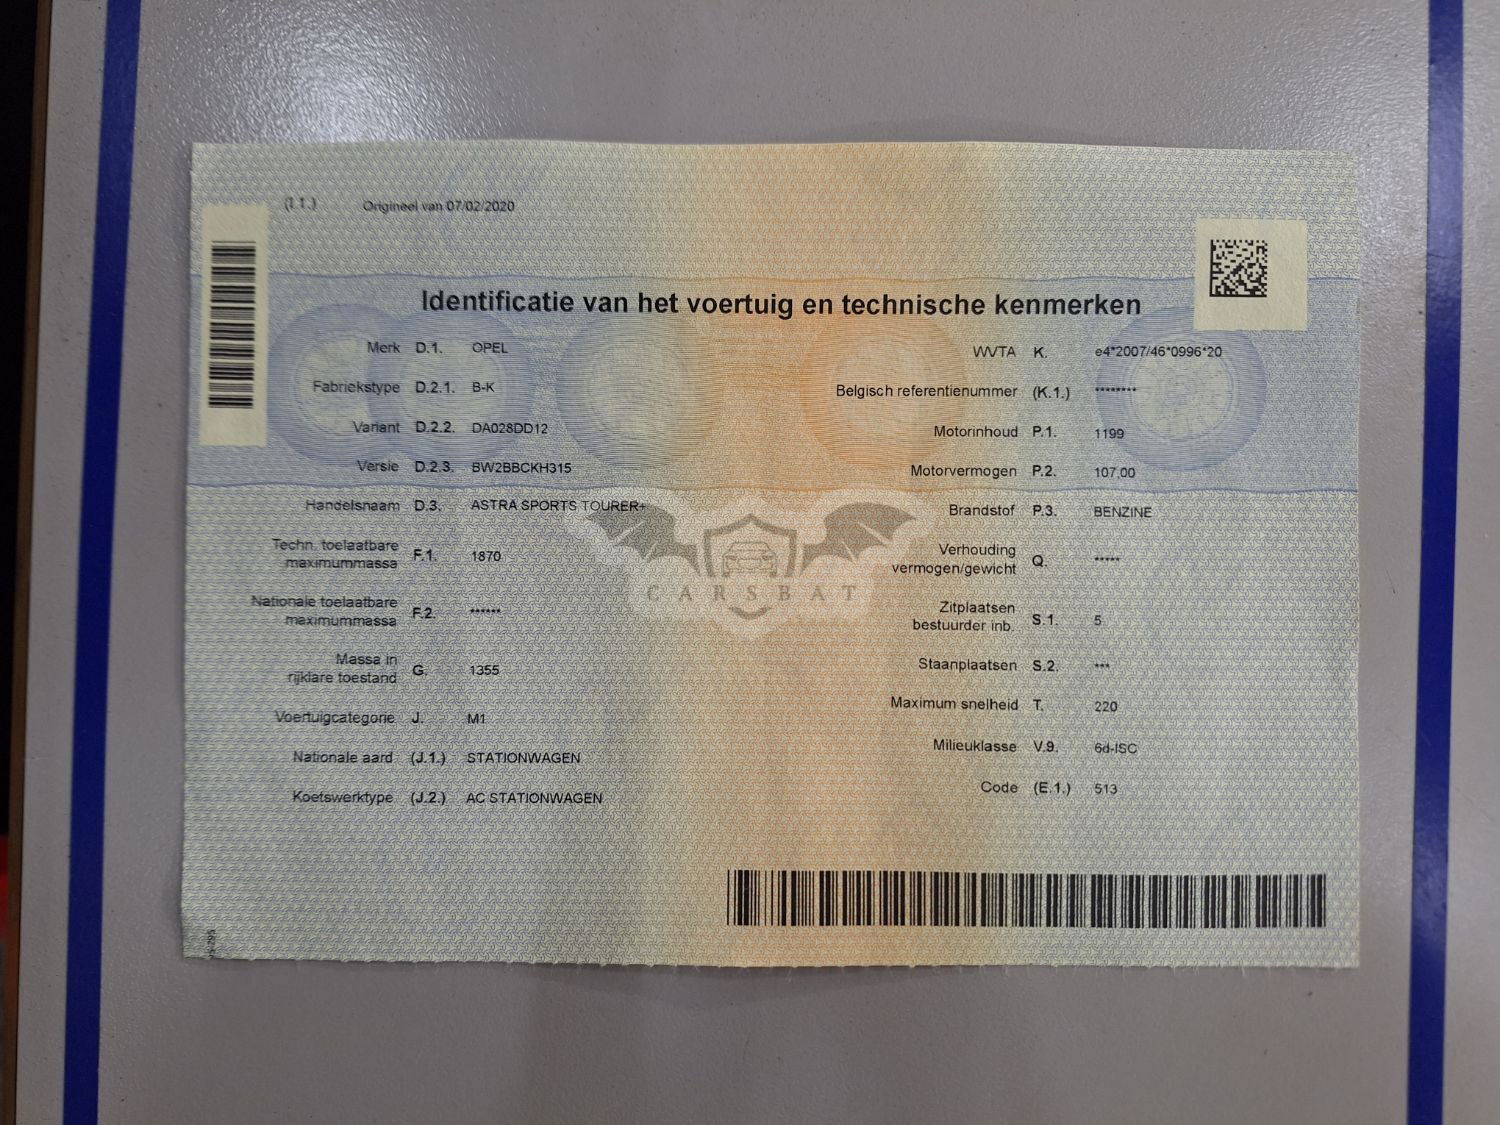 (I.1.) Origineel van 07/02/2020
Identificatie van het voertuig en technische kenmerken
Merk D.1. OPEL
Fabriekstype D.2.1. B-K
Variant D.2.2. DA028DD12
Versie D.2.3. BW2BBCKH315
Handelsnaam D.3. ASTRA SPORTS TOURER+
Techn. toelaatbare
maximummassa F.1. 1870
Nationale toelaatbare
maximummassa F.2. ******
Massa in
rijklare toestand G. 1355
Voertuigcategorie J. M1
Nationale aard (J.1.) STATIONWAGEN
Koetswerktype (J.2.) AC STATIONWAGEN
WVTA K. e4*2007/46*0996*20
Belgisch referentienummer (K.1.) ********
Motorinhoud P.1. 1199
Motorvermogen P.2. 107,00
Brandstof P.3. BENZINE
Verhouding
vermogen/gewicht Q. *****
Zitplaatsen
bestuurder inb. S.1. 5
Staanplaatsen S.2. ***
Maximum snelheid T. 220
Milieuklasse V.9. 6d-ISC
Code (E.1.) 513
CARSBAT